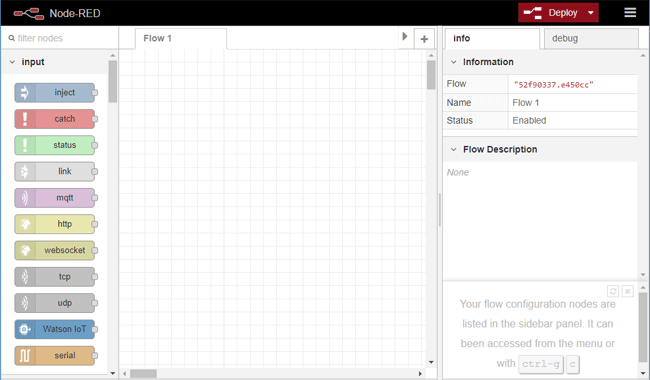 Node-RED
Deploy
filter nodes
Flow 1
info
debug
input
inject
catch
status
link
mqtt
http
websocket
tcp
udp
Watson IoT
serial
Information
Flow "52f90337.e450cc"
Name Flow 1
Status Enabled
Flow Description
None
Your flow configuration nodes are
listed in the sidebar panel. It can
been accessed from the menu or
with ctrl-g c